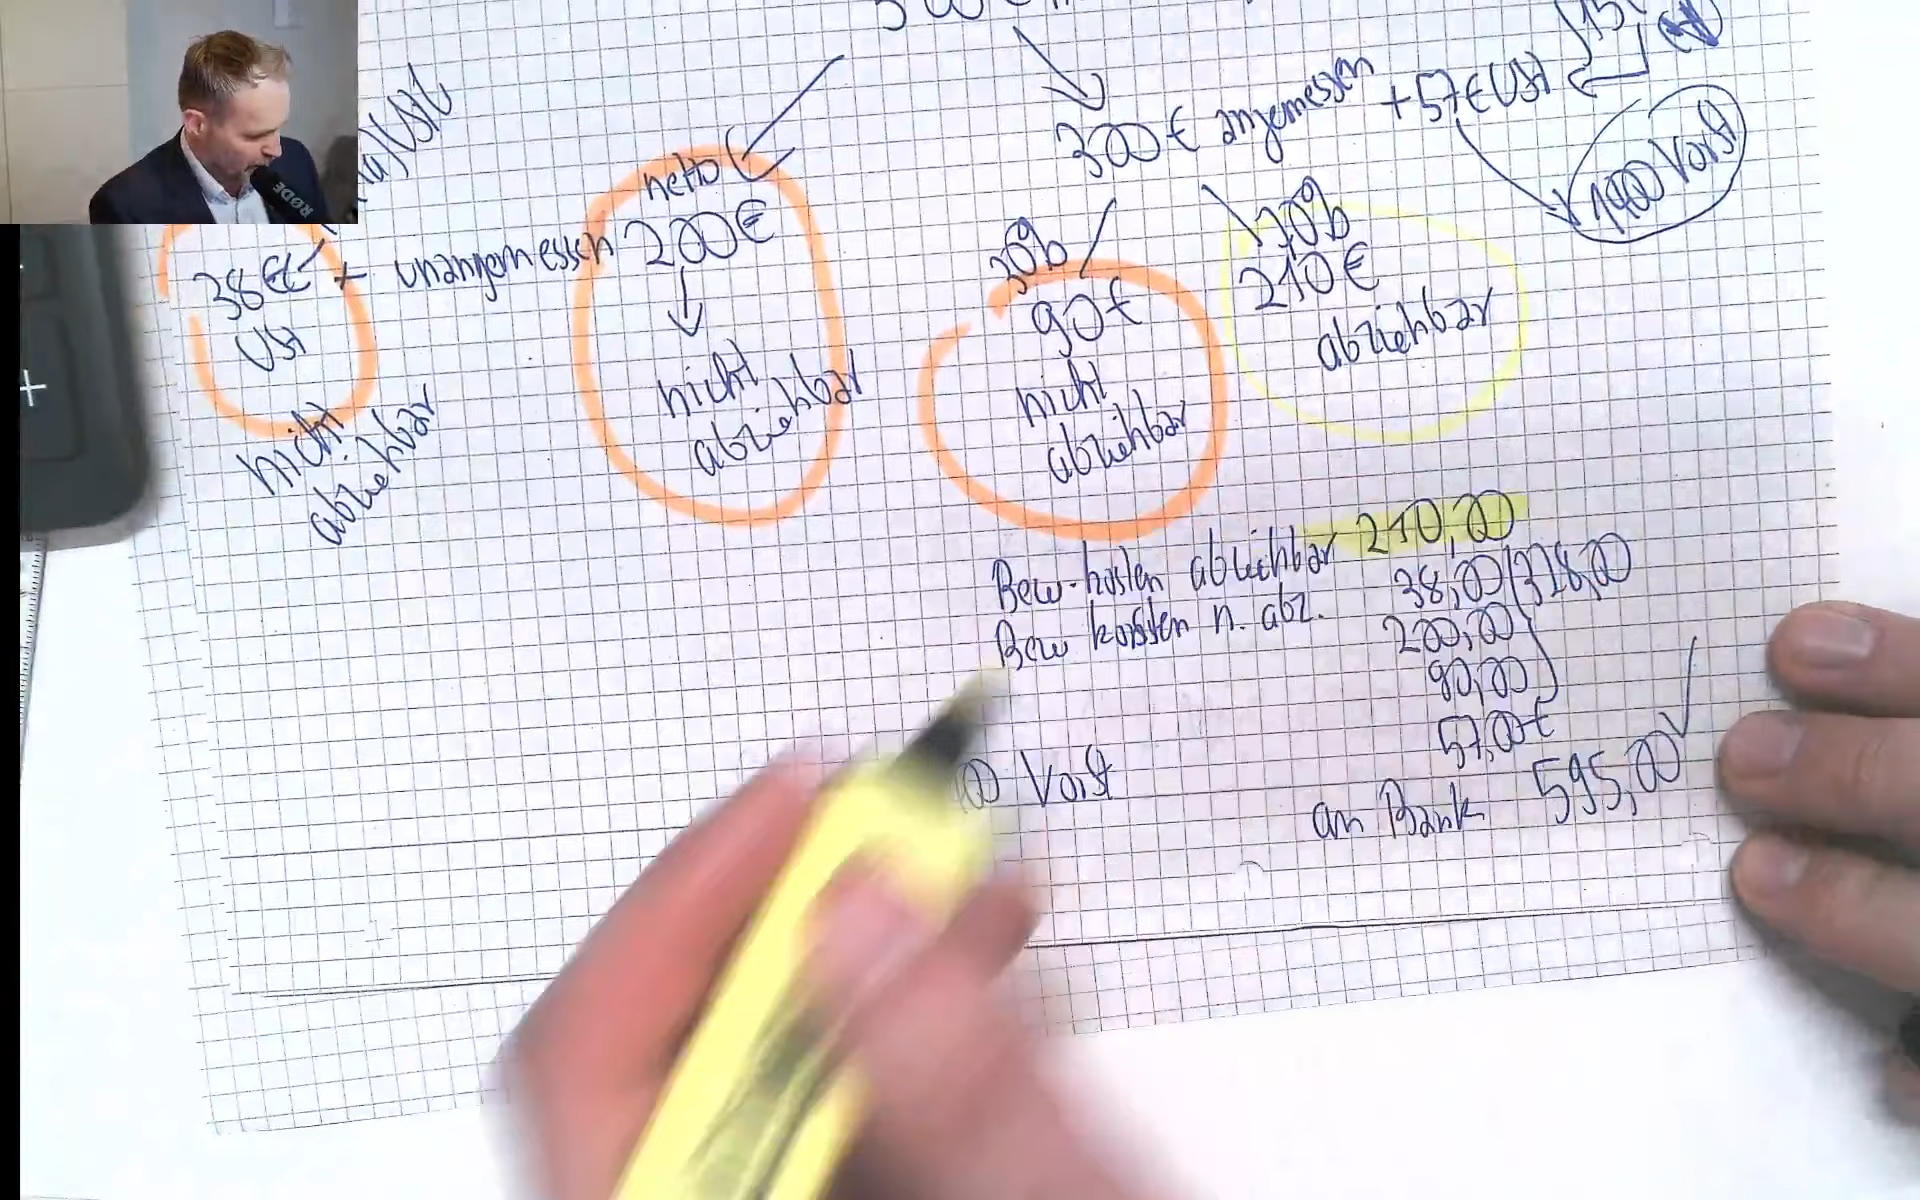 RØDE
500 €
+ 57 € USt
300 € angemessen
1400 Vorst
netto
38 € + unangemessen 200 €
USt
nicht
abziehbar
nicht
abziehbar
30%
90 €
nicht
abziehbar
70%
210 €
abziehbar
Bew-kosten abziehbar 210,00
Bew kosten n. abz. 38,00 328,00
200,00
90,00
57,00 €
Vorst
an Bank 595,00 ✓
+